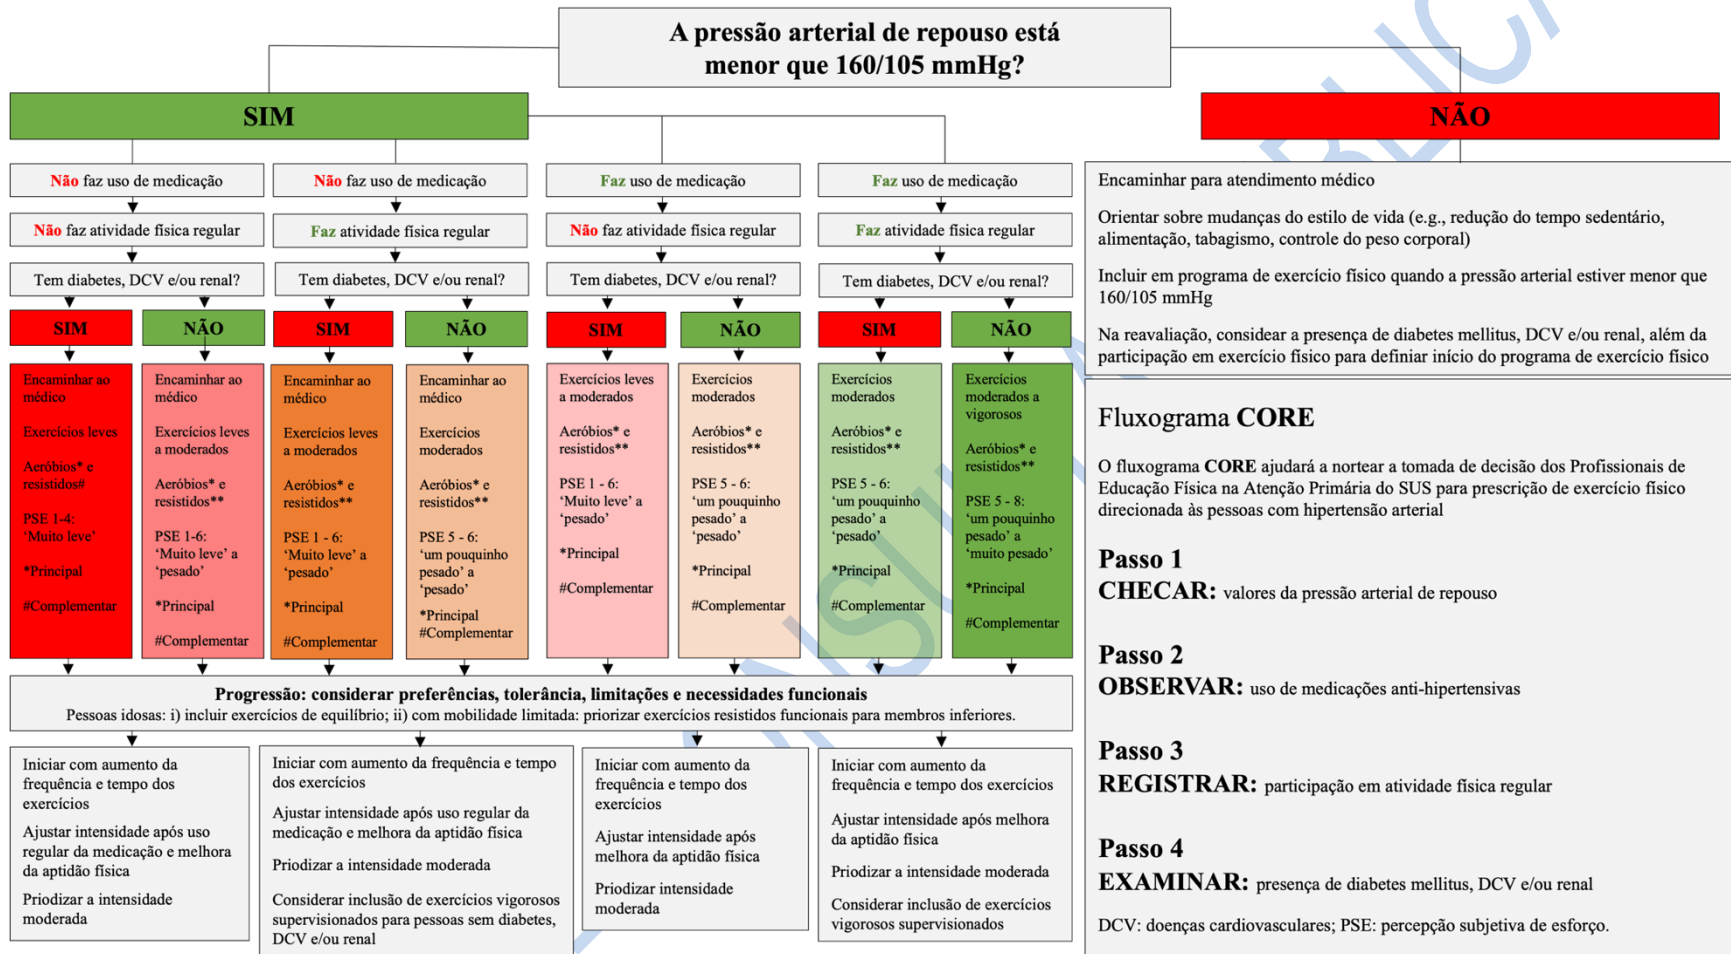 A pressão arterial de repouso está
menor que 160/105 mmHg?
SIM
NÃO
Não faz uso de medicação
Não faz atividade física regular
Tem diabetes, DCV e/ou renal?
Não faz uso de medicação
Faz atividade física regular
Tem diabetes, DCV e/ou renal?
Faz uso de medicação
Não faz atividade física regular
Tem diabetes, DCV e/ou renal?
Faz uso de medicação
Faz atividade física regular
Tem diabetes, DCV e/ou renal?
SIM
NÃO
SIM
NÃO
SIM
NÃO
SIM
NÃO
Encaminhar ao
médico
Exercícios leves
Aeróbios* e
resistidos#
PSE 1-4:
‘Muito leve’
*Principal
#Complementar
Encaminhar ao
médico
Exercícios leves
a moderados
Aeróbios* e
resistidos**
PSE 1-6:
‘Muito leve’ a
‘pesado’
*Principal
#Complementar
Encaminhar ao
médico
Exercícios leves
a moderados
Aeróbios* e
resistidos**
PSE 1 - 6:
‘Muito leve’ a
‘pesado’
*Principal
#Complementar
Encaminhar ao
médico
Exercícios
moderados
Aeróbios* e
resistidos**
PSE 5 - 6:
‘um pouquinho
pesado’ a
‘pesado’
*Principal
#Complementar
Exercícios leves
a moderados
Aeróbios* e
resistidos**
PSE 1 - 6:
‘Muito leve’ a
‘pesado’
*Principal
#Complementar
Exercícios
moderados
Aeróbios* e
resistidos**
PSE 5 - 6:
‘um pouquinho
pesado’ a
‘pesado’
*Principal
#Complementar
Exercícios
moderados
Aeróbios* e
resistidos**
PSE 5 - 6:
‘um pouquinho
pesado’ a
‘pesado’
*Principal
#Complementar
Exercícios
moderados a
vigorosos
Aeróbios* e
resistidos**
PSE 5 - 8:
‘um pouquinho
pesado’ a
‘muito pesado’
*Principal
#Complementar
Progressão: considerar preferências, tolerância, limitações e necessidades funcionais
Pessoas idosas: i) incluir exercícios de equilíbrio; ii) com mobilidade limitada: priorizar exercícios resistidos funcionais para membros inferiores.
Iniciar com aumento da
frequência e tempo dos
exercícios
Ajustar intensidade após uso
regular da medicação e melhora
da aptidão física
Priorizar a intensidade
moderada
Iniciar com aumento da frequência e tempo
dos exercícios
Ajustar intensidade após uso regular da
medicação e melhora da aptidão física
Priodizar a intensidade moderada
Considerar inclusão de exercícios vigorosos
supervisionados para pessoas sem diabetes,
DCV e/ou renal
Iniciar com aumento da
frequência e tempo dos
exercícios
Ajustar intensidade após
melhora da aptidão física
Priodizar intensidade
moderada
Iniciar com aumento da
frequência e tempo dos exercícios
Ajustar intensidade após melhora
da aptidão física
Priodizar a intensidade moderada
Considerar inclusão de exercícios
vigorosos supervisionados
Encaminhar para atendimento médico
Orientar sobre mudanças do estilo de vida (e.g., redução do tempo sedentário,
alimentação, tabagismo, controle do peso corporal)
Incluir em programa de exercício físico quando a pressão arterial estiver menor que
160/105 mmHg
Na reavaliação, considear a presença de diabetes mellitus, DCV e/ou renal, além da
participação em exercício físico para definiar início do programa de exercício físico
Fluxograma CORE
O fluxograma CORE ajudará a nortear a tomada de decisão dos Profissionais de
Educação Física na Atenção Primária do SUS para prescrição de exercício físico
direcionada às pessoas com hipertensão arterial
Passo 1
CHECAR: valores da pressão arterial de repouso
Passo 2
OBSERVAR: uso de medicações anti-hipertensivas
Passo 3
REGISTRAR: participação em atividade física regular
Passo 4
EXAMINAR: presença de diabetes mellitus, DCV e/ou renal
DCV: doenças cardiovasculares; PSE: percepção subjetiva de esforço.